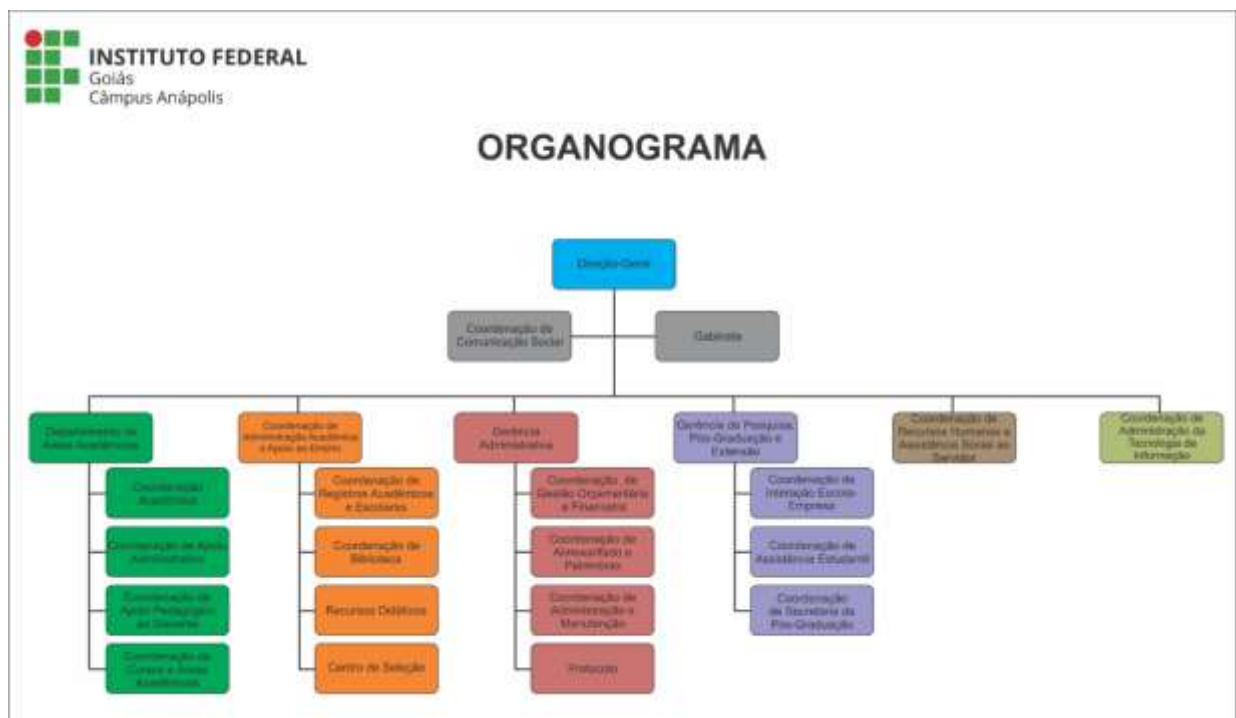 INSTITUTO FEDERAL
Goiás
Câmpus Anápolis
ORGANOGRAMA
Direção-Geral
Coordenação de
Comunicação Social
Gabinete
Departamento de
Áreas Acadêmicas
Coordenação de
Administração Acadêmica
e Apoio ao Ensino
Gerência
Administrativa
Gerência de Pesquisa,
Pós-Graduação e
Extensão
Coordenação de
Recursos Humanos e
Assistência Social ao
Servidor
Coordenação de
Administração da
Tecnologia da
Informação
Coordenação
Acadêmica
Coordenação de Apoio
Administrativo
Coordenação de
Apoio Pedagógico
ao Discente
Coordenação de
Cursos e Áreas
Acadêmicas
Coordenação de
Registros Acadêmicos
e Escolares
Coordenação de
Biblioteca
Recursos Didáticos
Centro de Seleção
Coordenação de
Gestão Orçamentária
e Financeira
Coordenação de
Almoxarifado e
Patrimônio
Coordenação de
Administração e
Manutenção
Protocolo
Coordenação de
Interação Escola-
Empresa
Coordenação de
Assistência Estudantil
Coordenação
de Secretaria da
Pós-Graduação